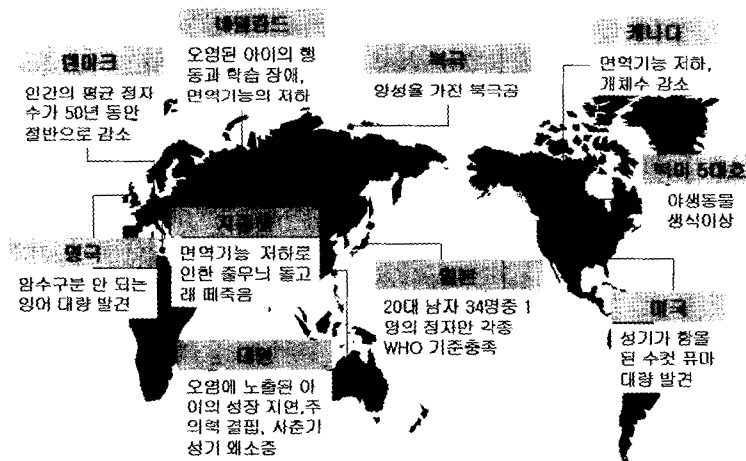 네덜란드
오염된 아이의 행
동과 학습 장애,
면역기능의 저하
덴마크
인간의 평균 정자
수가 50년 동안
절반으로 감소
북극
양성을 가진 북극곰
캐나다
면역기능 저하,
개체수 감소
북미 5대호
야생동물
생식이상
영국
암수구분 안 되는
잉어 대량 발견
지중해
면역기능 저하로
인한 줄무늬 돌고
래 떼죽음
일본
20대 남자 34명중 1
명의 정자만 각종
WHO 기준충족
미국
성기가 함몰
된 수컷 퓨마
대량 발견
대만
오염에 노출된 아
이의 성장 지연,주
의력 결핍, 사춘기
성기 왜소증